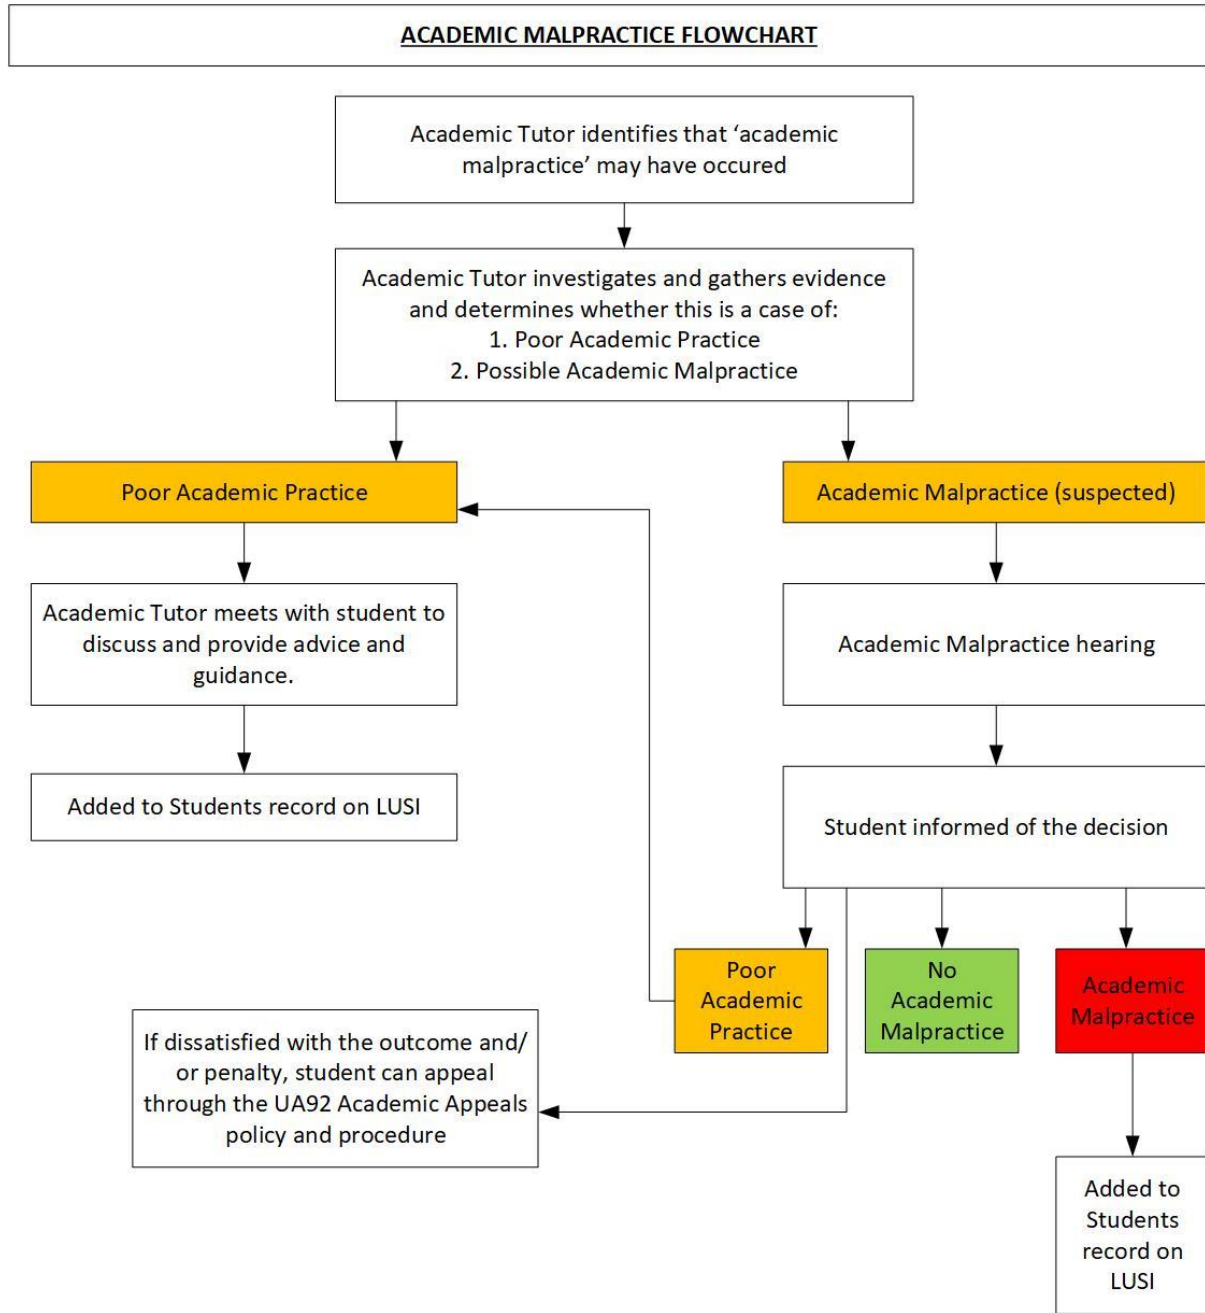 ACADEMIC MALPRACTICE FLOWCHART
Academic Tutor identifies that ‘academic
malpractice’ may have occured
Academic Tutor investigates and gathers evidence
and determines whether this is a case of:
1. Poor Academic Practice
2. Possible Academic Malpractice
Poor Academic Practice
Academic Malpractice (suspected)
Academic Tutor meets with student to
discuss and provide advice and
guidance.
Academic Malpractice hearing
Added to Students record on LUSI
Student informed of the decision
Poor
Academic
Practice
No
Academic
Malpractice
Academic
Malpractice
If dissatisfied with the outcome and/
or penalty, student can appeal
through the UA92 Academic Appeals
policy and procedure
Added to
Students
record on
LUSI